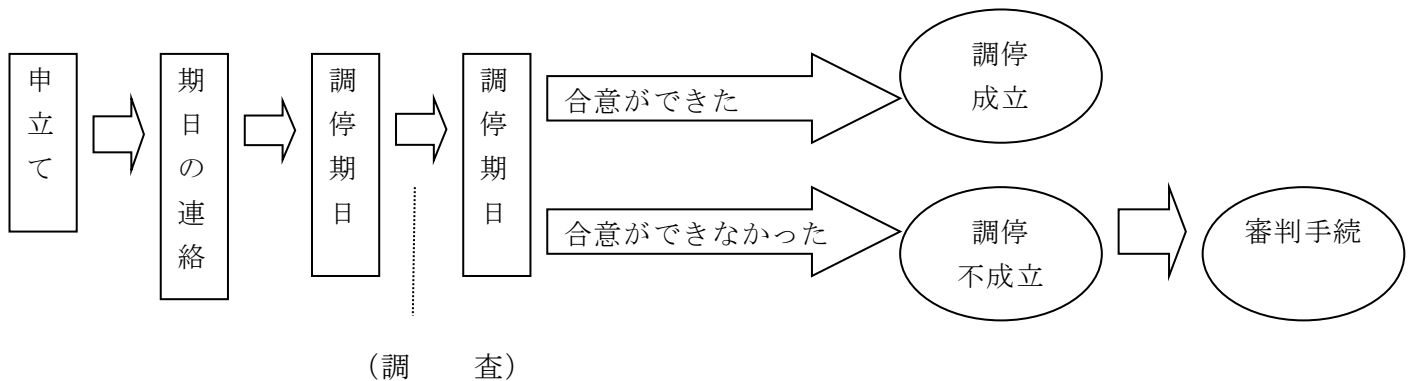 申立て
期日の連絡
調停期日
調停期日
合意ができた
調停
成立
合意ができなかった
調停
不成立
審判手続
（調　　査）